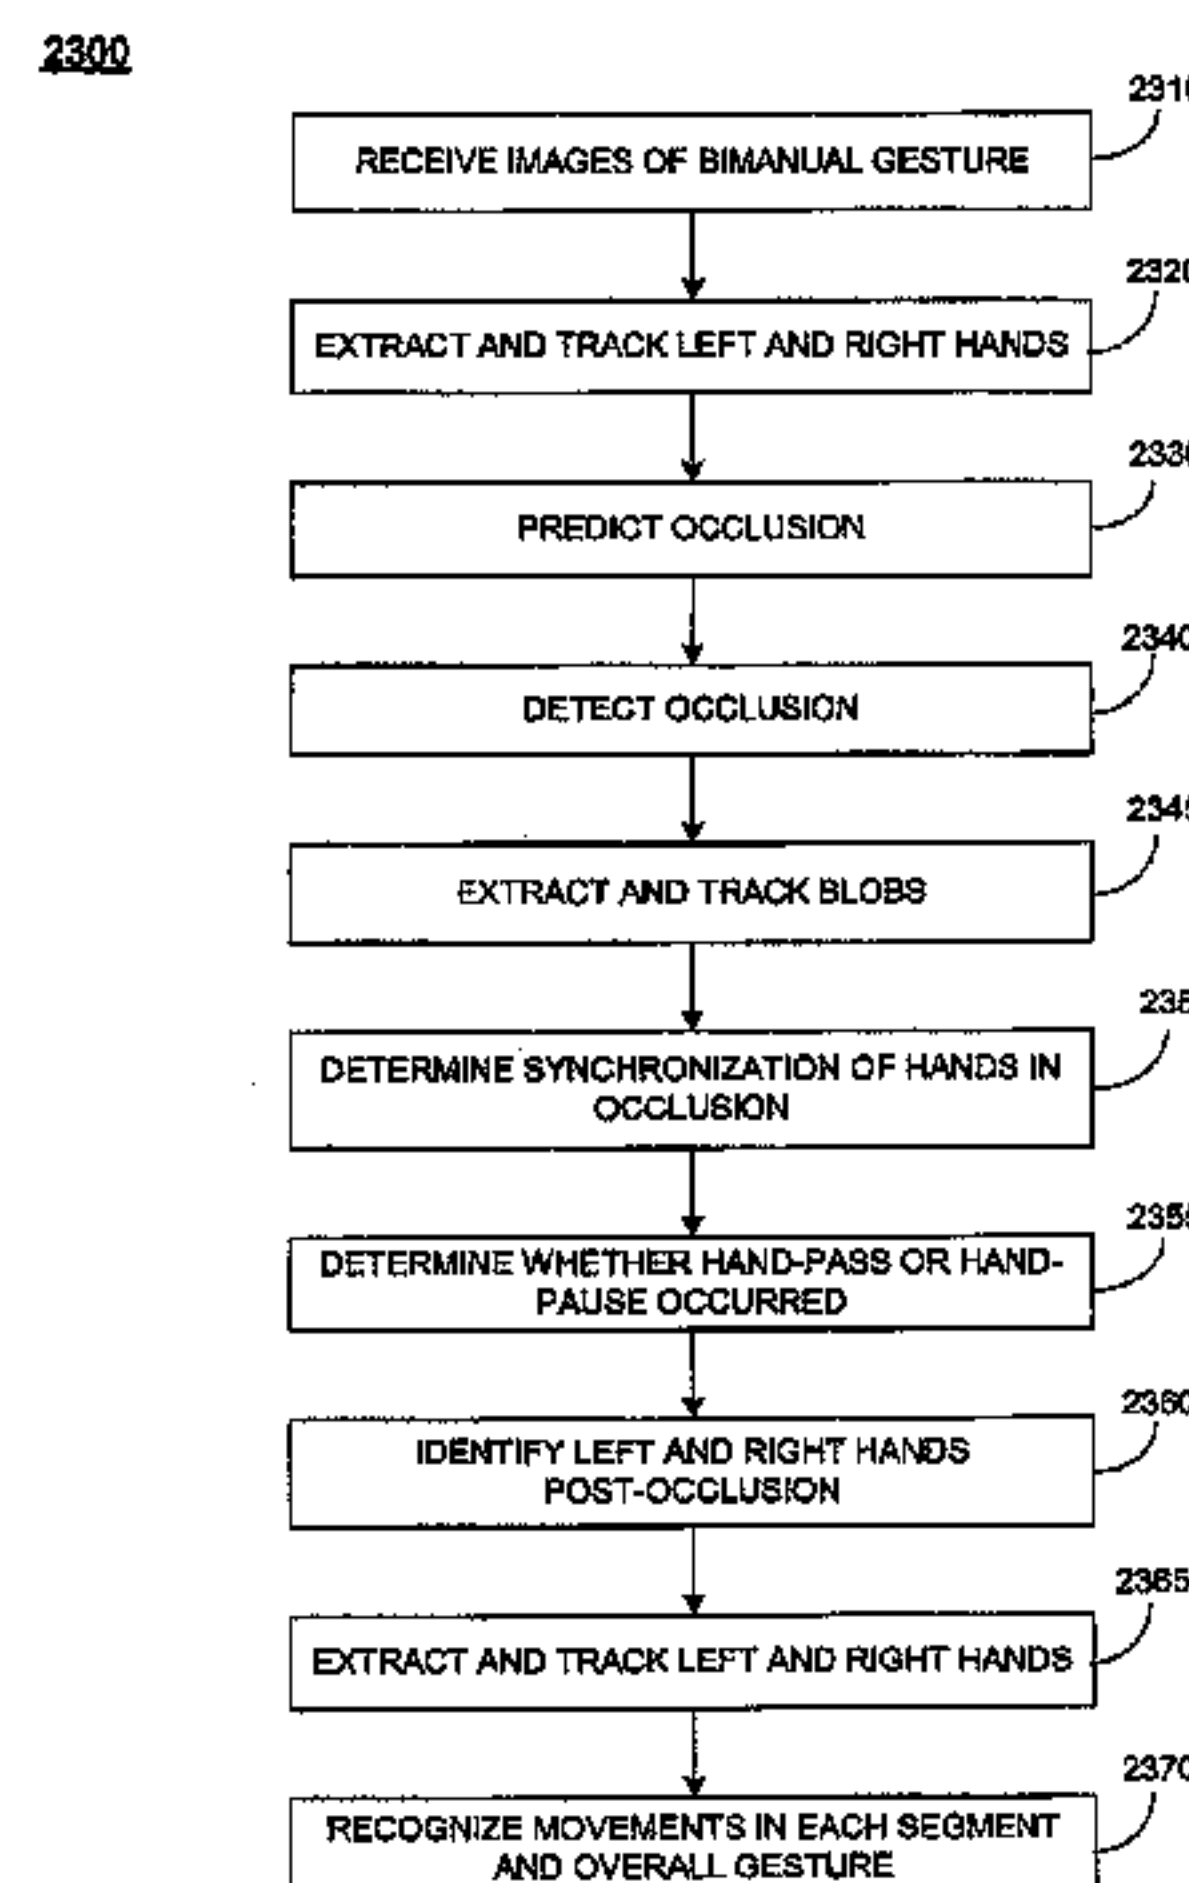 2300
2310
RECEIVE IMAGES OF BIMANUAL GESTURE
2320
EXTRACT AND TRACK LEFT AND RIGHT HANDS
2330
PREDICT OCCLUSION
2340
DETECT OCCLUSION
2345
EXTRACT AND TRACK BLOBS
DETERMINE SYNCHRONIZATION OF HANDS IN
OCCLUSION
2355
DETERMINE WHETHER HAND-PASS OR HAND-
PAUSE OCCURRED
2360
IDENTIFY LEFT AND RIGHT HANDS
POST-OCCLUSION
2365
EXTRACT AND TRACK LEFT AND RIGHT HANDS
2370
RECOGNIZE MOVEMENTS IN EACH SEGMENT
AND OVERALL GESTURE